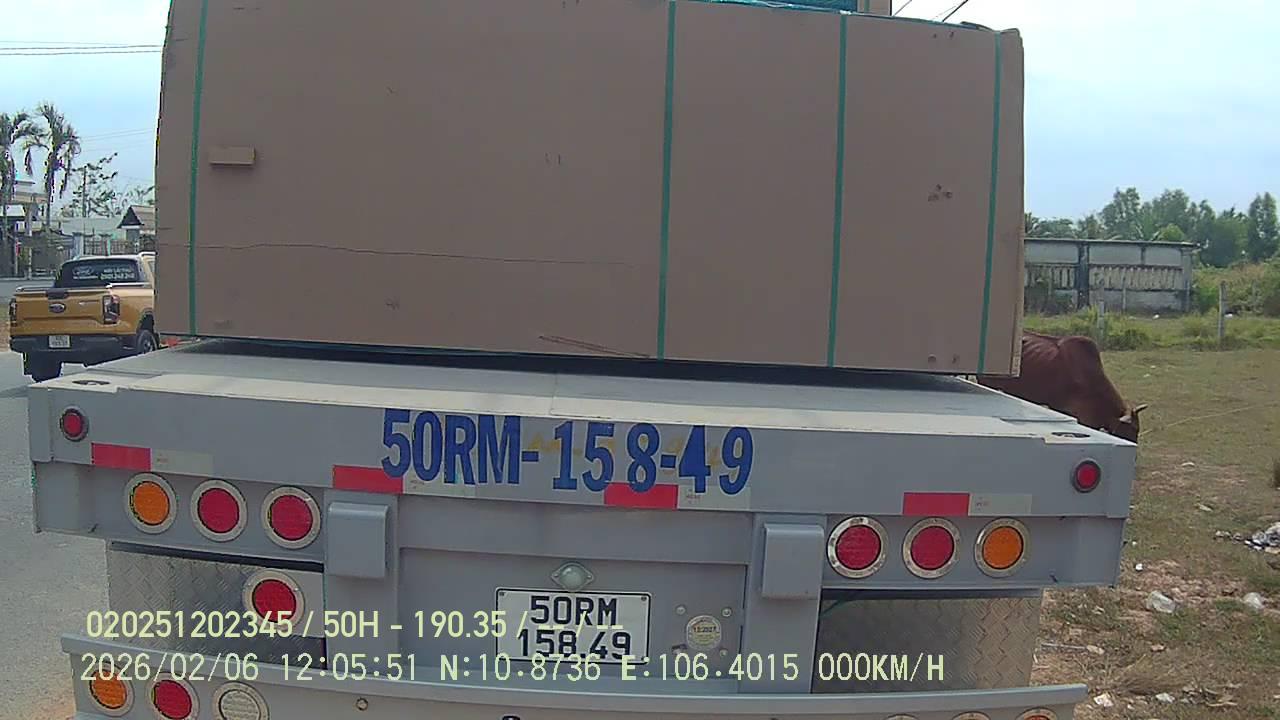 50RM-158-49
50RM
158.49
020251202345 / 50H - 190.35 / -- / --
2026/02/06 12:05:51 N:10.8736 E:106.4015 000KM/H